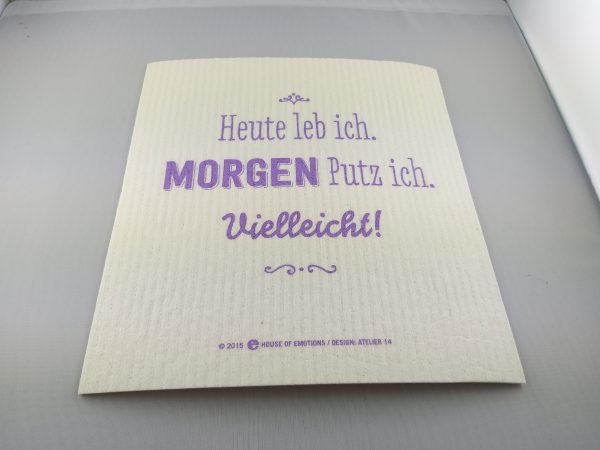 Heute leb ich.
MORGEN Putz ich.
Vielleicht!
© 2015 e HOUSE OF EMOTIONS / DESIGN: ATELIER 14